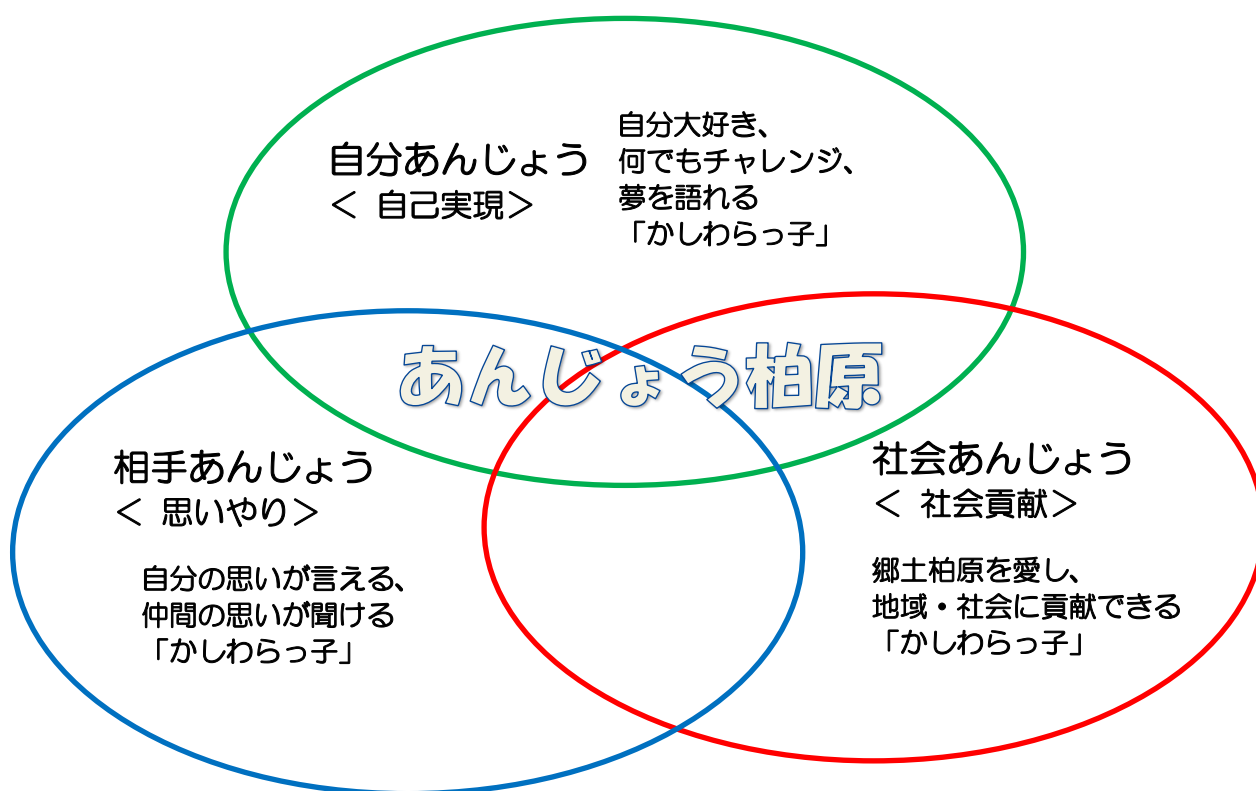 自分あんじょう
＜ 自己実現＞
自分大好き、
何でもチャレンジ、
夢を語れる
「かしわらっ子」
あんじょう柏原
相手あんじょう
＜ 思いやり＞
自分の思いが言える、
仲間の思いが聞ける
「かしわらっ子」
社会あんじょう
＜ 社会貢献＞
郷土柏原を愛し、
地域・社会に貢献できる
「かしわらっ子」